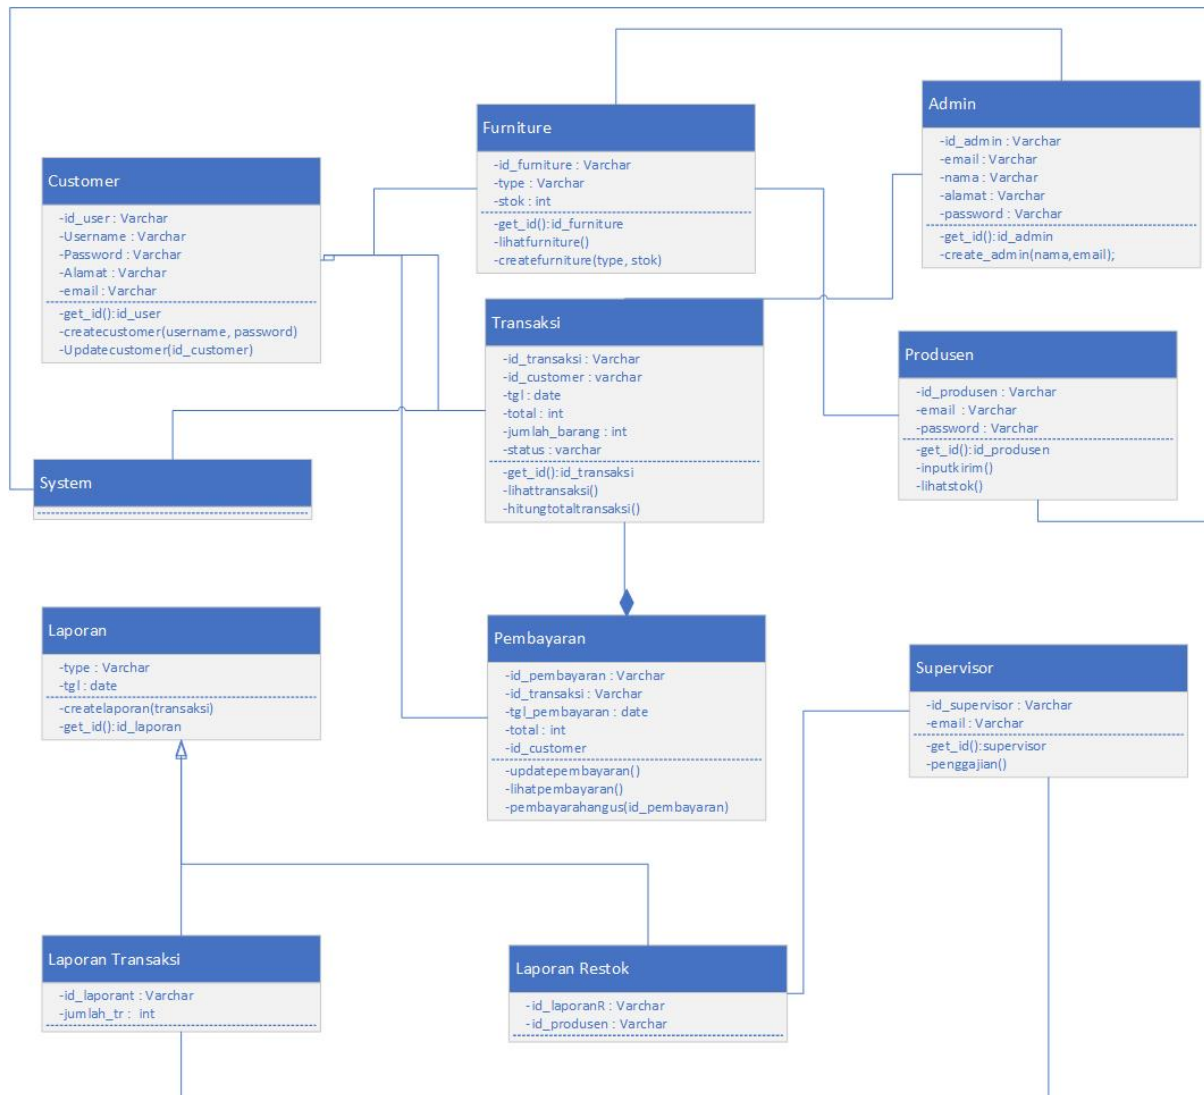 Admin
-id_admin : Varchar
-email : Varchar
-nama : Varchar
-alamat : Varchar
-password : Varchar
-get_id():id_admin
-create_admin(nama,email);
Furniture
-id_furniture : Varchar
-type : Varchar
-stok : int
-get_id():id_furniture
-lihatfurniture()
-createfurniture(type, stok)
Customer
-id_user : Varchar
-Username : Varchar
-Password : Varchar
-Alamat : Varchar
-email : Varchar
-get_id():id_user
-createcustomer(username, password)
-Updatecustomer(id_customer)
Transaksi
-id_transaksi : Varchar
-id_customer : varchar
-tgl : date
-total : int
-jumlah_barang : int
-status : varchar
-get_id():id_transaksi
-lihattransaksi()
-hitungtotaltransaksi()
Produsen
-id_produsen : Varchar
-email : Varchar
-password : Varchar
-get_id():id_produsen
-inputkirim()
-lihatstok()
System
Laporan
-type : Varchar
-tgl : date
-createlaporan(transaksi)
-get_id():id_laporan
Pembayaran
-id_pembayaran : Varchar
-id_transaksi : Varchar
-tgl_pembayaran : date
-total : int
-id_customer
-updatepembayaran()
-lihatpembayaran()
-pembayarahangus(id_pembayaran)
Supervisor
-id_supervisor : Varchar
-email : Varchar
-get_id():supervisor
-penggajian()
Laporan Transaksi
-id_laporant : Varchar
-jumlah_tr : int
Laporan Restok
-id_laporanR : Varchar
-id_produsen : Varchar